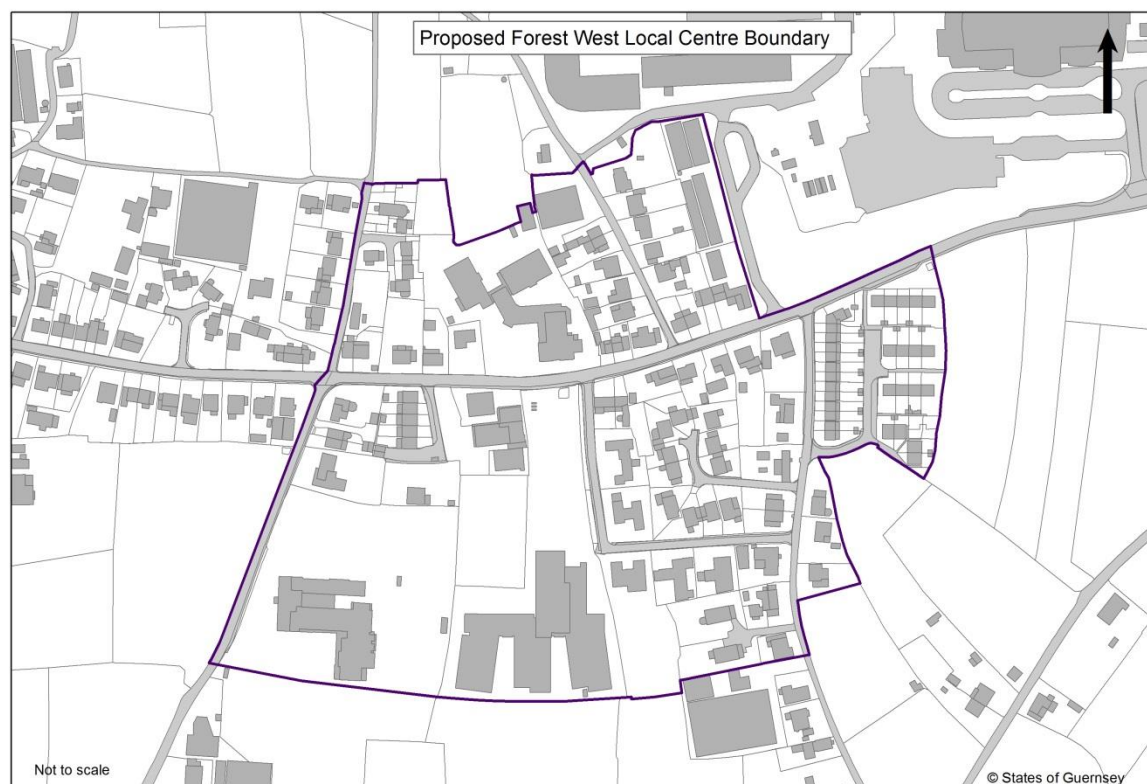 Proposed Forest West Local Centre Boundary
Not to scale
© States of Guernsey